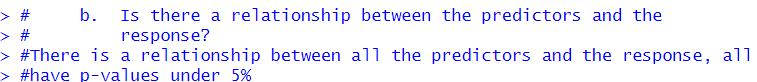 > #     b.  Is there a relationship between the predictors and the
> #         response?
> #There is a relationship between all the predictors and the response, all
> #have p-values under 5%